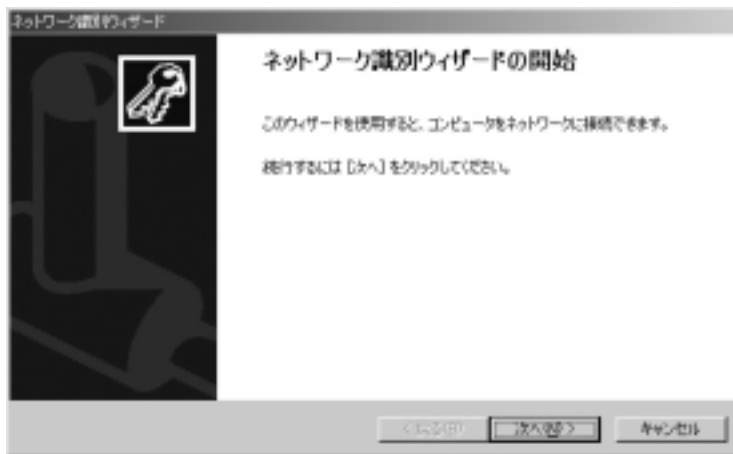 ネットワーク識別ウィザード
ネットワーク識別ウィザードの開始
このウィザードを使用すると、コンピュータをネットワークに接続できます。
続行するには [次へ] をクリックしてください。
< 戻る(B)
次へ(N) >
キャンセル